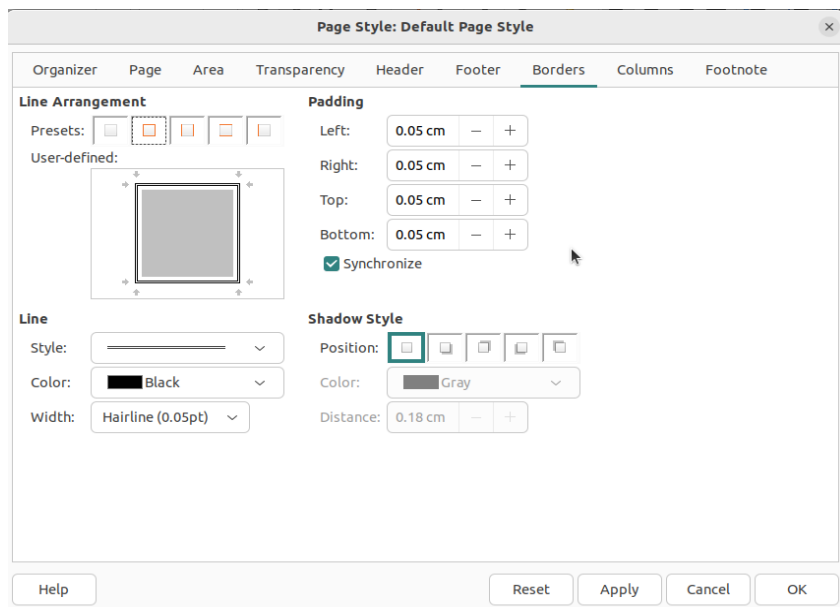 Page Style: Default Page Style
Organizer Page Area Transparency Header Footer Borders Columns Footnote
Line Arrangement
Presets:
User-defined:
Padding
Left: 0.05 cm
Right: 0.05 cm
Top: 0.05 cm
Bottom: 0.05 cm
Synchronize
Line
Style:
Color: Black
Width: Hairline (0.05pt)
Shadow Style
Position:
Color: Gray
Distance: 0.18 cm
Help Reset Apply Cancel OK